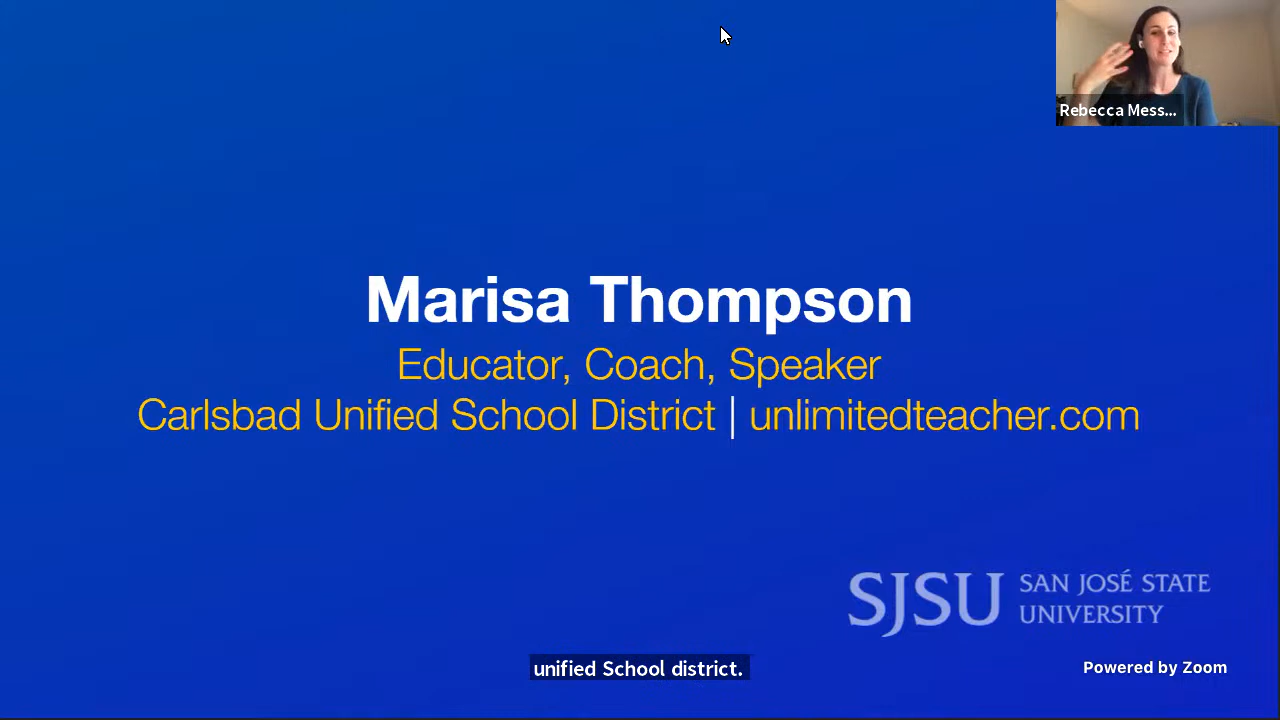 Rebecca Mess...
Marisa Thompson
Educator, Coach, Speaker
Carlsbad Unified School District | unlimitedteacher.com
SJSU SAN JOSÉ STATE
UNIVERSITY
unified School district.
Powered by Zoom